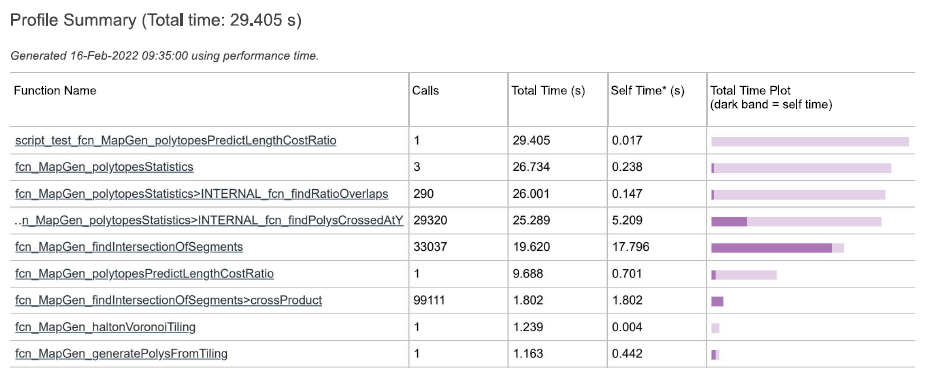 Profile Summary (Total time: 29.405 s)
Generated 16-Feb-2022 09:35:00 using performance time.
Function Name Calls Total Time (s) Self Time* (s) Total Time Plot
(dark band = self time)
script_test_fcn_MapGen_polytopesPredictLengthCostRatio 1 29.405 0.017
fcn_MapGen_polytopesStatistics 3 26.734 0.238
fcn_MapGen_polytopesStatistics>INTERNAL_fcn_findRatioOverlaps 290 26.001 0.147
..n_MapGen_polytopesStatistics>INTERNAL_fcn_findPolysCrossedAtY 29320 25.289 5.209
fcn_MapGen_findIntersectionOfSegments 33037 19.620 17.796
fcn_MapGen_polytopesPredictLengthCostRatio 1 9.688 0.701
fcn_MapGen_findIntersectionOfSegments>crossProduct 99111 1.802 1.802
fcn_MapGen_haltonVoronoiTiling 1 1.239 0.004
fcn_MapGen_generatePolysFromTiling 1 1.163 0.442